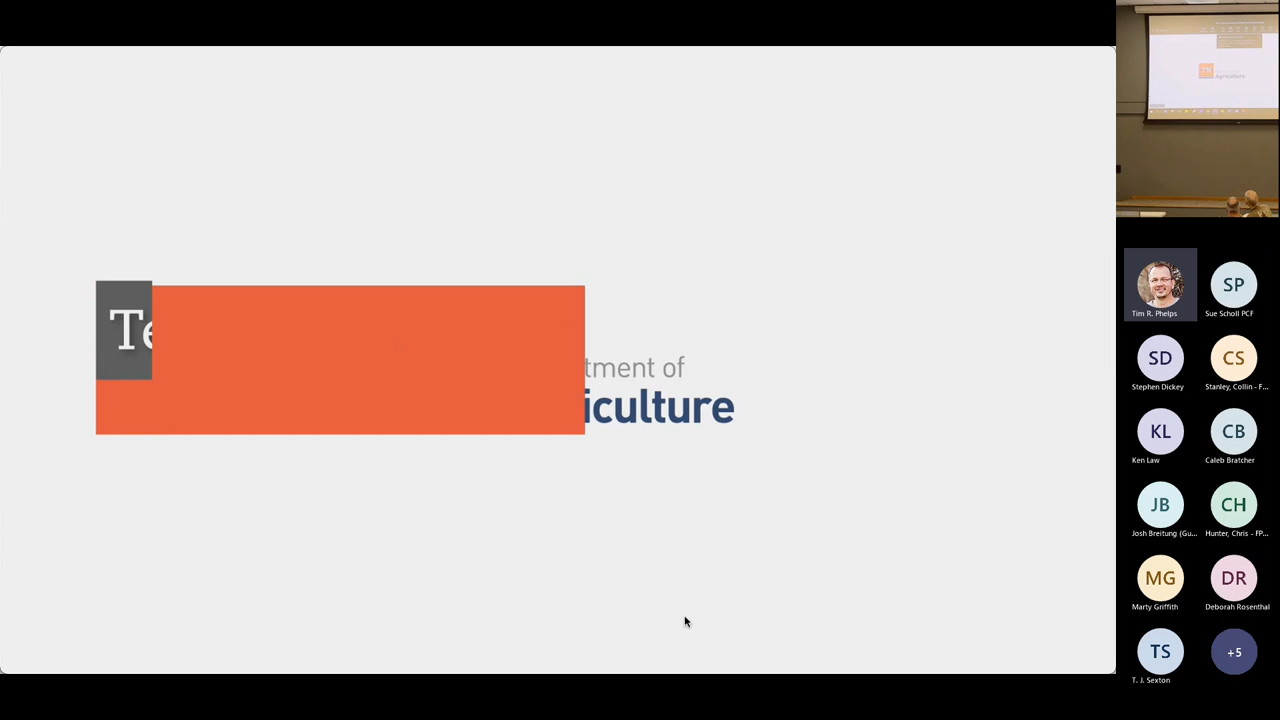 Te
tment of
iculture
Agriculture
Tim R. Phelps
SP
Sue Scholl PCF
SD
Stephen Dickey
CS
Stanley, Collin - F...
KL
Ken Law
CB
Caleb Bratcher
JB
Josh Breitung (Gu...
CH
Hunter, Chris - FP...
MG
Marty Griffith
DR
Deborah Rosenthal
TS
T. J. Sexton
+5